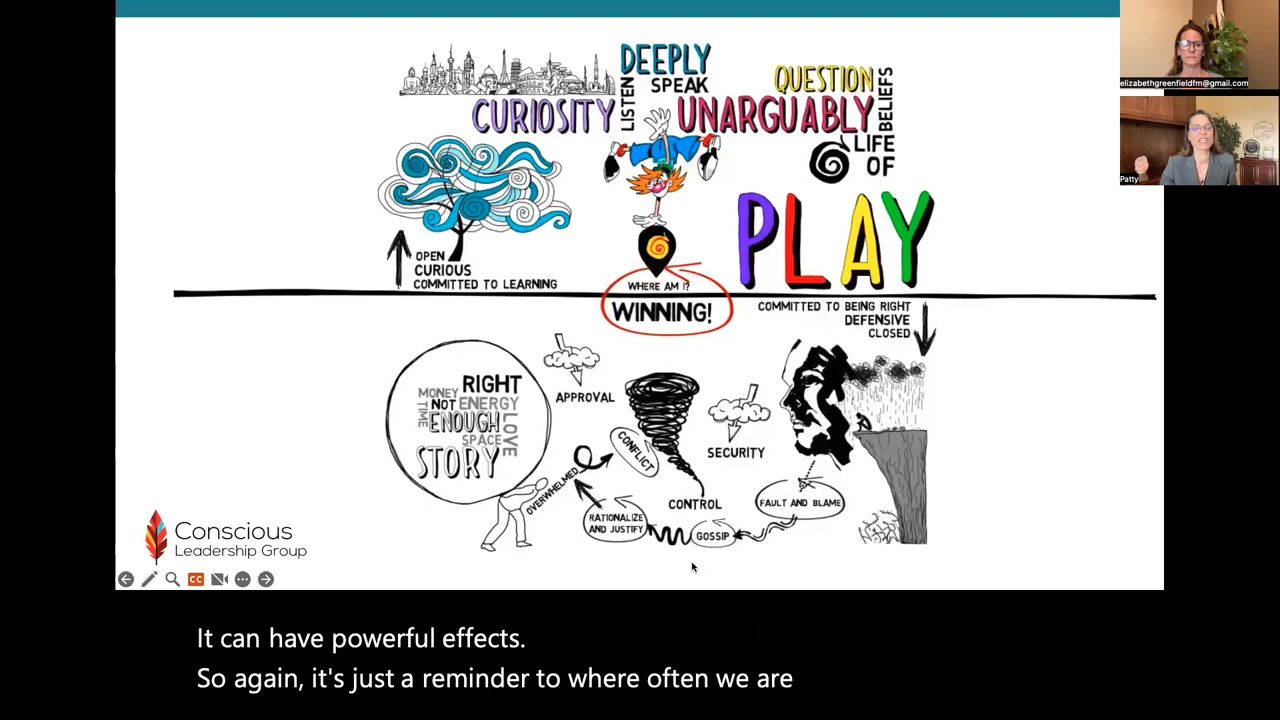 DEEPLY
LISTEN
SPEAK
CURIOSITY
QUESTION
UNARGUABLY
BELIEFS
LIFE
OF
PLAY
OPEN
CURIOUS
COMMITTED TO LEARNING
WHERE AM I?
WINNING!
COMMITTED TO BEING RIGHT
DEFENSIVE
CLOSED
MONEY
RIGHT
TIME
NOT
ENERGY
ENOUGH
LOVE
SPACE
STORY
OVERWHELMED
APPROVAL
CONFLICT
SECURITY
CONTROL
FAULT AND BLAME
GOSSIP
RATIONALIZE
AND JUSTIFY
Conscious
Leadership Group
CC
elizabethgreenfieldfm@gmail.com
Patty
It can have powerful effects.
So again, it's just a reminder to where often we are